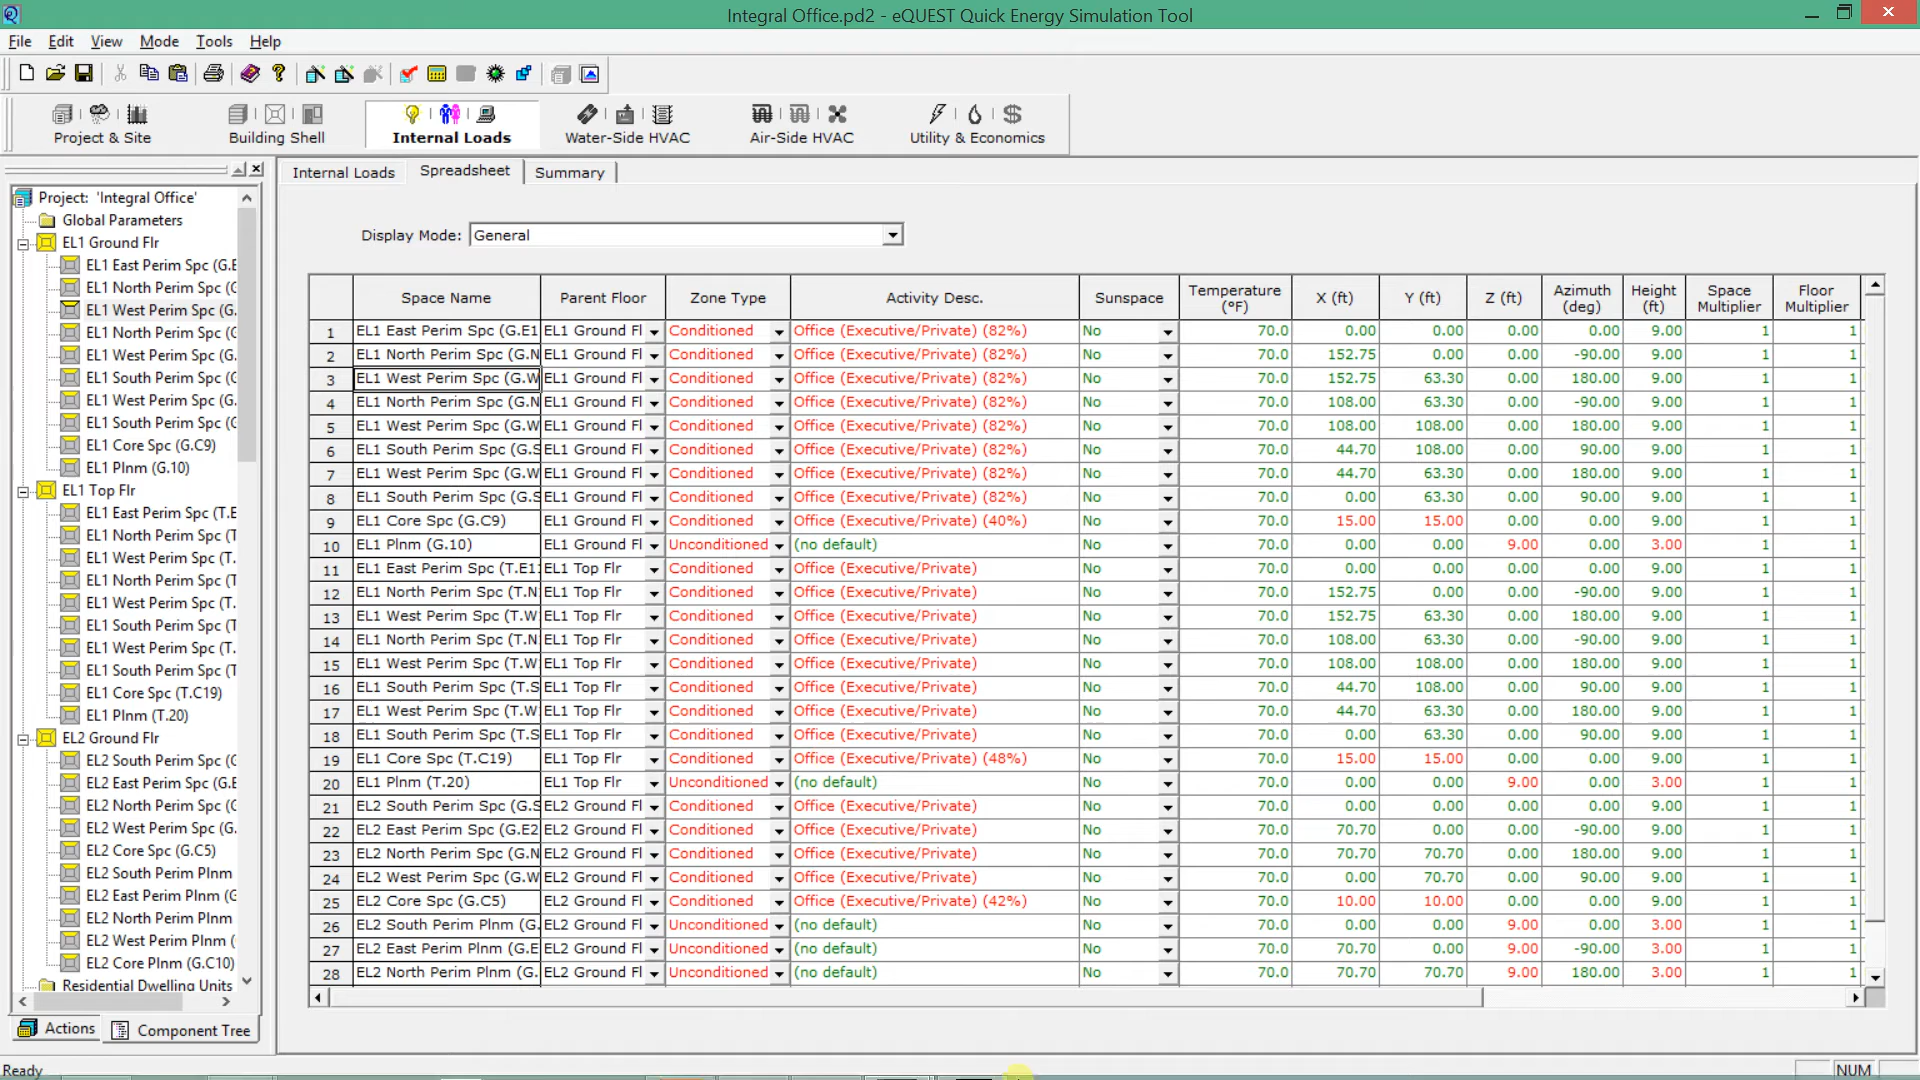 Integral Office.pd2 - eQUEST Quick Energy Simulation Tool
File Edit View Mode Tools Help
Project & Site Building Shell Internal Loads Water-Side HVAC Air-Side HVAC Utility & Economics
Internal Loads Spreadsheet Summary
Project: 'Integral Office'
Global Parameters
EL1 Ground Flr
EL1 East Perim Spc (G.E
EL1 North Perim Spc (G
EL1 West Perim Spc (G.
EL1 North Perim Spc (G
EL1 West Perim Spc (G.
EL1 South Perim Spc (G
EL1 West Perim Spc (G.
EL1 South Perim Spc (G
EL1 Core Spc (G.C9)
EL1 Plnm (G.10)
EL1 Top Flr
EL1 East Perim Spc (T.E
EL1 North Perim Spc (T
EL1 West Perim Spc (T.
EL1 North Perim Spc (T
EL1 West Perim Spc (T.
EL1 South Perim Spc (T
EL1 West Perim Spc (T.
EL1 South Perim Spc (T
EL1 Core Spc (T.C19)
EL1 Plnm (T.20)
EL2 Ground Flr
EL2 South Perim Spc (G
EL2 East Perim Spc (G.E
EL2 North Perim Spc (G
EL2 West Perim Spc (G.
EL2 Core Spc (G.C5)
EL2 South Perim Plnm
EL2 East Perim Plnm (G
EL2 North Perim Plnm
EL2 West Perim Plnm (
EL2 Core Plnm (G.C10)
Residential Dwelling Units
Actions Component Tree
Display Mode: General
Space Name Parent Floor Zone Type Activity Desc. Sunspace Temperature (°F) X (ft) Y (ft) Z (ft) Azimuth (deg) Height (ft) Space Multiplier Floor Multiplier
1 EL1 East Perim Spc (G.E1 EL1 Ground Fl Conditioned Office (Executive/Private) (82%) No 70.0 0.00 0.00 0.00 0.00 9.00 1 1
2 EL1 North Perim Spc (G.N EL1 Ground Fl Conditioned Office (Executive/Private) (82%) No 70.0 152.75 0.00 0.00 -90.00 9.00 1 1
3 EL1 West Perim Spc (G.W EL1 Ground Fl Conditioned Office (Executive/Private) (82%) No 70.0 152.75 63.30 0.00 180.00 9.00 1 1
4 EL1 North Perim Spc (G.N EL1 Ground Fl Conditioned Office (Executive/Private) (82%) No 70.0 108.00 63.30 0.00 -90.00 9.00 1 1
5 EL1 West Perim Spc (G.W EL1 Ground Fl Conditioned Office (Executive/Private) (82%) No 70.0 108.00 108.00 0.00 180.00 9.00 1 1
6 EL1 South Perim Spc (G.S EL1 Ground Fl Conditioned Office (Executive/Private) (82%) No 70.0 44.70 108.00 0.00 90.00 9.00 1 1
7 EL1 West Perim Spc (G.W EL1 Ground Fl Conditioned Office (Executive/Private) (82%) No 70.0 44.70 63.30 0.00 180.00 9.00 1 1
8 EL1 South Perim Spc (G.S EL1 Ground Fl Conditioned Office (Executive/Private) (82%) No 70.0 0.00 63.30 0.00 90.00 9.00 1 1
9 EL1 Core Spc (G.C9) EL1 Ground Fl Conditioned Office (Executive/Private) (40%) No 70.0 15.00 15.00 0.00 0.00 9.00 1 1
10 EL1 Plnm (G.10) EL1 Ground Fl Unconditioned (no default) No 70.0 0.00 0.00 9.00 0.00 3.00 1 1
11 EL1 East Perim Spc (T.E1 EL1 Top Flr Conditioned Office (Executive/Private) No 70.0 0.00 0.00 0.00 0.00 9.00 1 1
12 EL1 North Perim Spc (T.N EL1 Top Flr Conditioned Office (Executive/Private) No 70.0 152.75 0.00 0.00 -90.00 9.00 1 1
13 EL1 West Perim Spc (T.W EL1 Top Flr Conditioned Office (Executive/Private) No 70.0 152.75 63.30 0.00 180.00 9.00 1 1
14 EL1 North Perim Spc (T.N EL1 Top Flr Conditioned Office (Executive/Private) No 70.0 108.00 63.30 0.00 -90.00 9.00 1 1
15 EL1 West Perim Spc (T.W EL1 Top Flr Conditioned Office (Executive/Private) No 70.0 108.00 108.00 0.00 180.00 9.00 1 1
16 EL1 South Perim Spc (T.S EL1 Top Flr Conditioned Office (Executive/Private) No 70.0 44.70 108.00 0.00 90.00 9.00 1 1
17 EL1 West Perim Spc (T.W EL1 Top Flr Conditioned Office (Executive/Private) No 70.0 44.70 63.30 0.00 180.00 9.00 1 1
18 EL1 South Perim Spc (T.S EL1 Top Flr Conditioned Office (Executive/Private) No 70.0 0.00 63.30 0.00 90.00 9.00 1 1
19 EL1 Core Spc (T.C19) EL1 Top Flr Conditioned Office (Executive/Private) (48%) No 70.0 15.00 15.00 0.00 0.00 9.00 1 1
20 EL1 Plnm (T.20) EL1 Top Flr Unconditioned (no default) No 70.0 0.00 0.00 9.00 0.00 3.00 1 1
21 EL2 South Perim Spc (G.S EL2 Ground Fl Conditioned Office (Executive/Private) No 70.0 0.00 0.00 0.00 0.00 9.00 1 1
22 EL2 East Perim Spc (G.E2 EL2 Ground Fl Conditioned Office (Executive/Private) No 70.0 70.70 0.00 0.00 -90.00 9.00 1 1
23 EL2 North Perim Spc (G.N EL2 Ground Fl Conditioned Office (Executive/Private) No 70.0 70.70 70.70 0.00 180.00 9.00 1 1
24 EL2 West Perim Spc (G.W EL2 Ground Fl Conditioned Office (Executive/Private) No 70.0 0.00 70.70 0.00 90.00 9.00 1 1
25 EL2 Core Spc (G.C5) EL2 Ground Fl Conditioned Office (Executive/Private) (42%) No 70.0 10.00 10.00 0.00 0.00 9.00 1 1
26 EL2 South Perim Plnm (G. EL2 Ground Fl Unconditioned (no default) No 70.0 0.00 0.00 9.00 0.00 3.00 1 1
27 EL2 East Perim Plnm (G.E EL2 Ground Fl Unconditioned (no default) No 70.0 70.70 0.00 9.00 -90.00 3.00 1 1
28 EL2 North Perim Plnm (G. EL2 Ground Fl Unconditioned (no default) No 70.0 70.70 70.70 9.00 180.00 3.00 1 1
Ready NUM